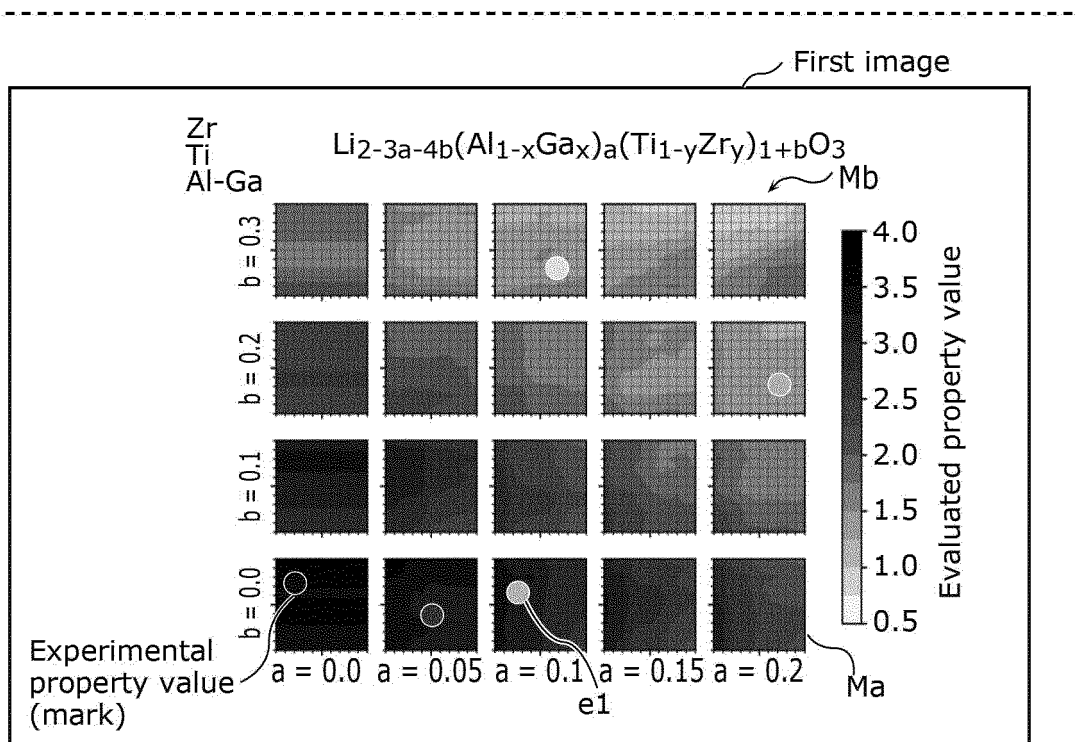 First image
Zr
Ti
Al-Ga
Li2-3a-4b(Al1-xGax)a(Ti1-yZry)1+bO3
Mb
b = 0.3
b = 0.2
b = 0.1
b = 0.0
4.0
3.5
3.0
2.5
2.0
1.5
1.0
0.5
Evaluated property value
a = 0.0 a = 0.05 a = 0.1 a = 0.15 a = 0.2
Ma
e1
Experimental
property value
(mark)